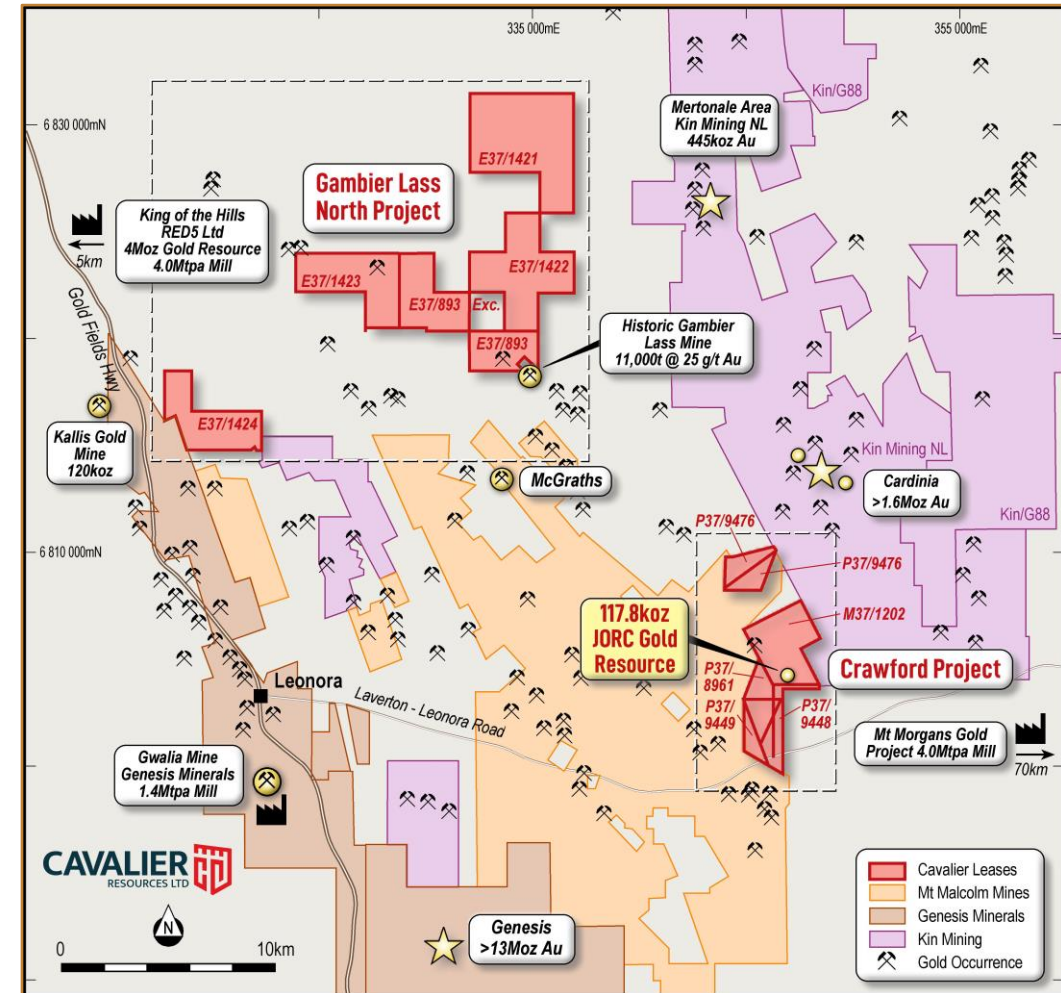 335 000mE
355 000mE
6 830 000mN
6 810 000mN
Kin/G88
Mertonale Area
Kin Mining NL
445koz Au
E37/1421
Gambier Lass
North Project
King of the Hills
RED5 Ltd
4Moz Gold Resource
4.0Mtpa Mill
5km
E37/1423
E37/893
Exc.
E37/1422
E37/893
Gold Fields Hwy
Historic Gambier
Lass Mine
11,000t @ 25 g/t Au
E37/1424
Kallis Gold
Mine
120koz
McGraths
Kin Mining NL
Cardinia
>1.6Moz Au
Kin/G88
P37/9476
P37/9476
M37/1202
117.8koz
JORC Gold
Resource
P37/
8961
Crawford Project
P37/
9449
P37/
9448
Leonora
Laverton - Leonora Road
Mt Morgans Gold
Project 4.0Mtpa Mill
70km
Gwalia Mine
Genesis Minerals
1.4Mtpa Mill
CAVALIER
RESOURCES LTD
N
0
10km
Genesis
>13Moz Au
Cavalier Leases
Mt Malcolm Mines
Genesis Minerals
Kin Mining
Gold Occurrence